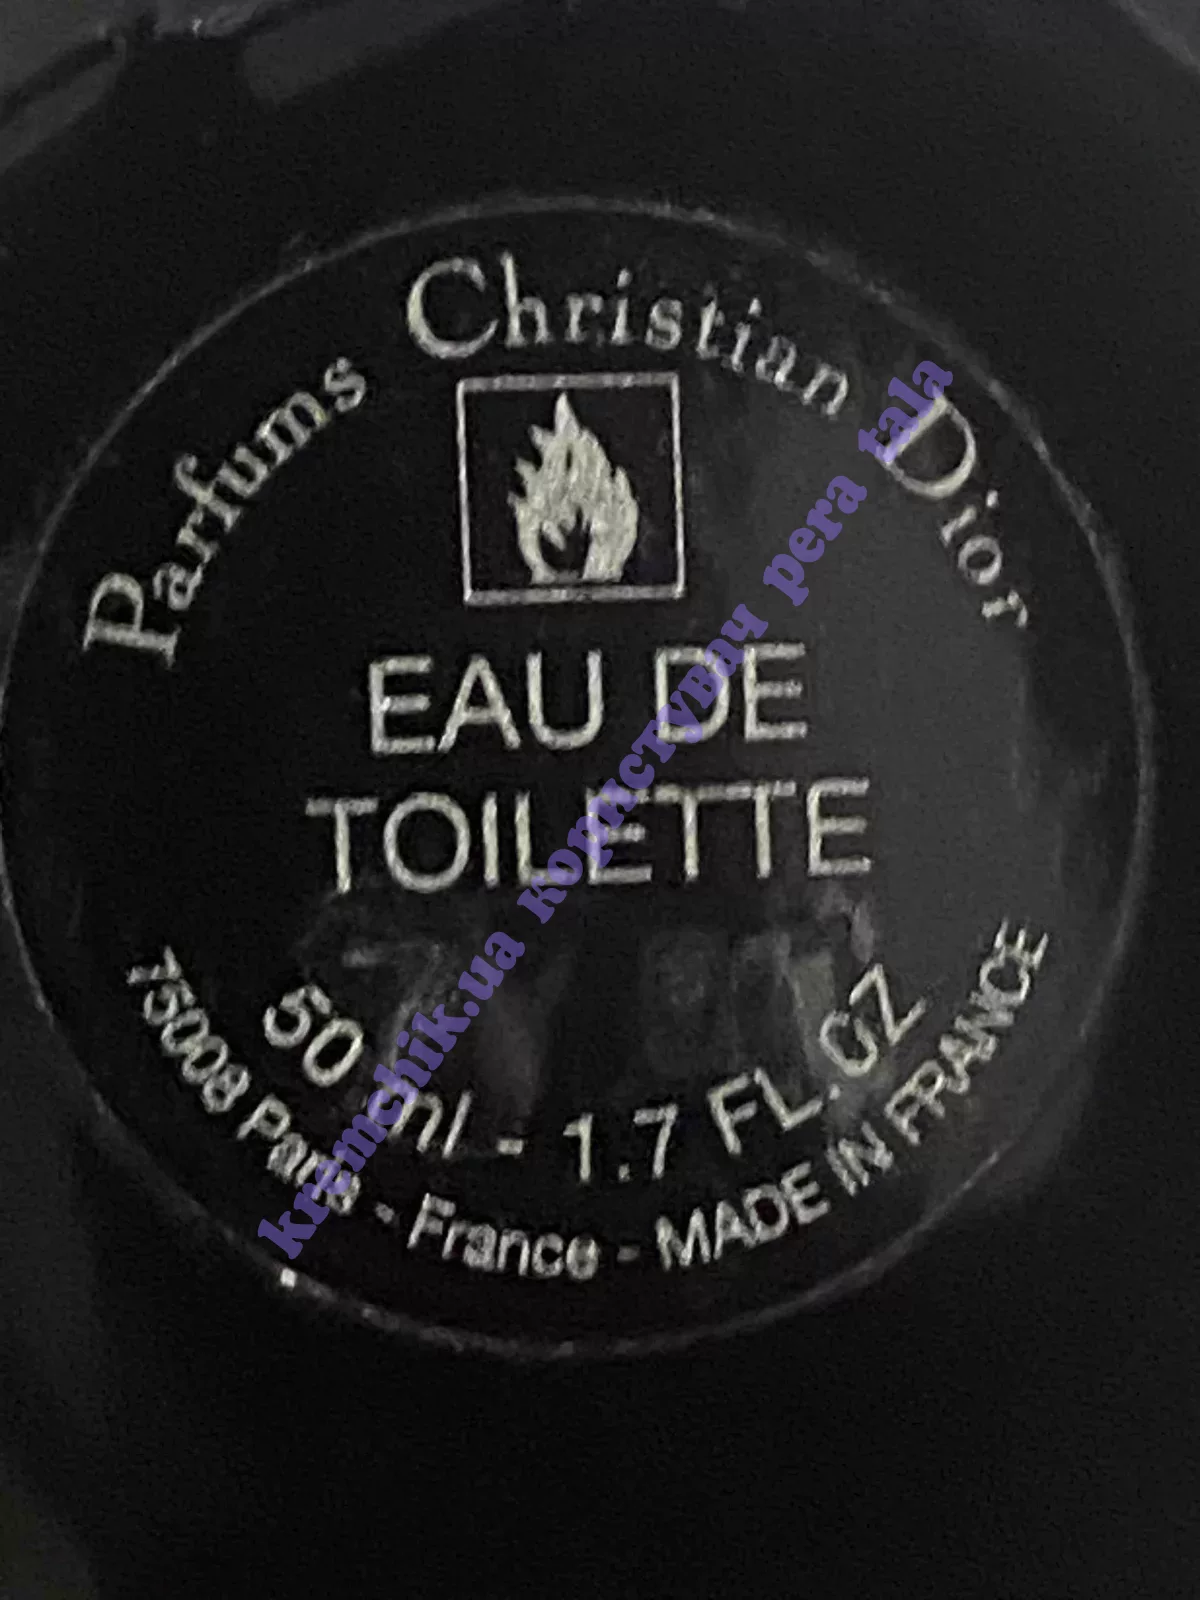 Parfums Christian Dior
EAU DE
TOILETTE
50 ml - 1.7 FL.OZ
75008 Paris - France - MADE IN FRANCE
kremchik.ua користувач pera tala